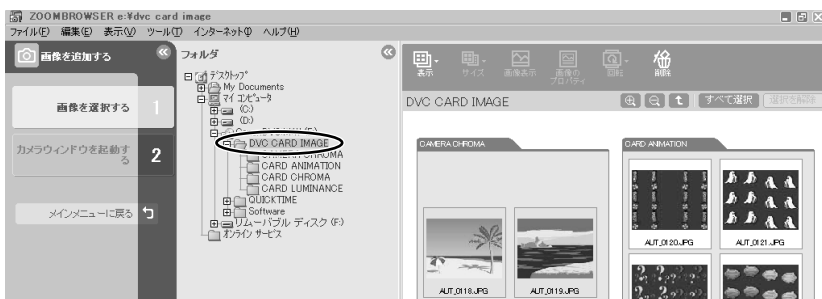 ZOOMBROWSER e:¥dvc card image
ファイル(F) 編集(E) 表示(V) ツール(T) インターネット(I) ヘルプ(H)
画像を追加する
画像を選択する 1
カメラウィンドウを起動す
る 2
メインメニューに戻る
フォルダ
デスクトップ
My Documents
マイ コンピュータ
(C:)
(D:)
DVC CARD IMAGE
CARD ANIMATION
CARD CHROMA
CARD LUMINANCE
QUICKTIME
Software
リムーバブル ディスク (F:)
オンライン サービス
表示 サイズ 画像表示 画像の
プロパティ 回転 削除
DVC CARD IMAGE すべて選択 選択を解除
CAMERA CHROMA
AUT_0118.JPG AUT_0119.JPG
CARD ANIMATION
AUT_0120.JPG AUT_0121.JPG